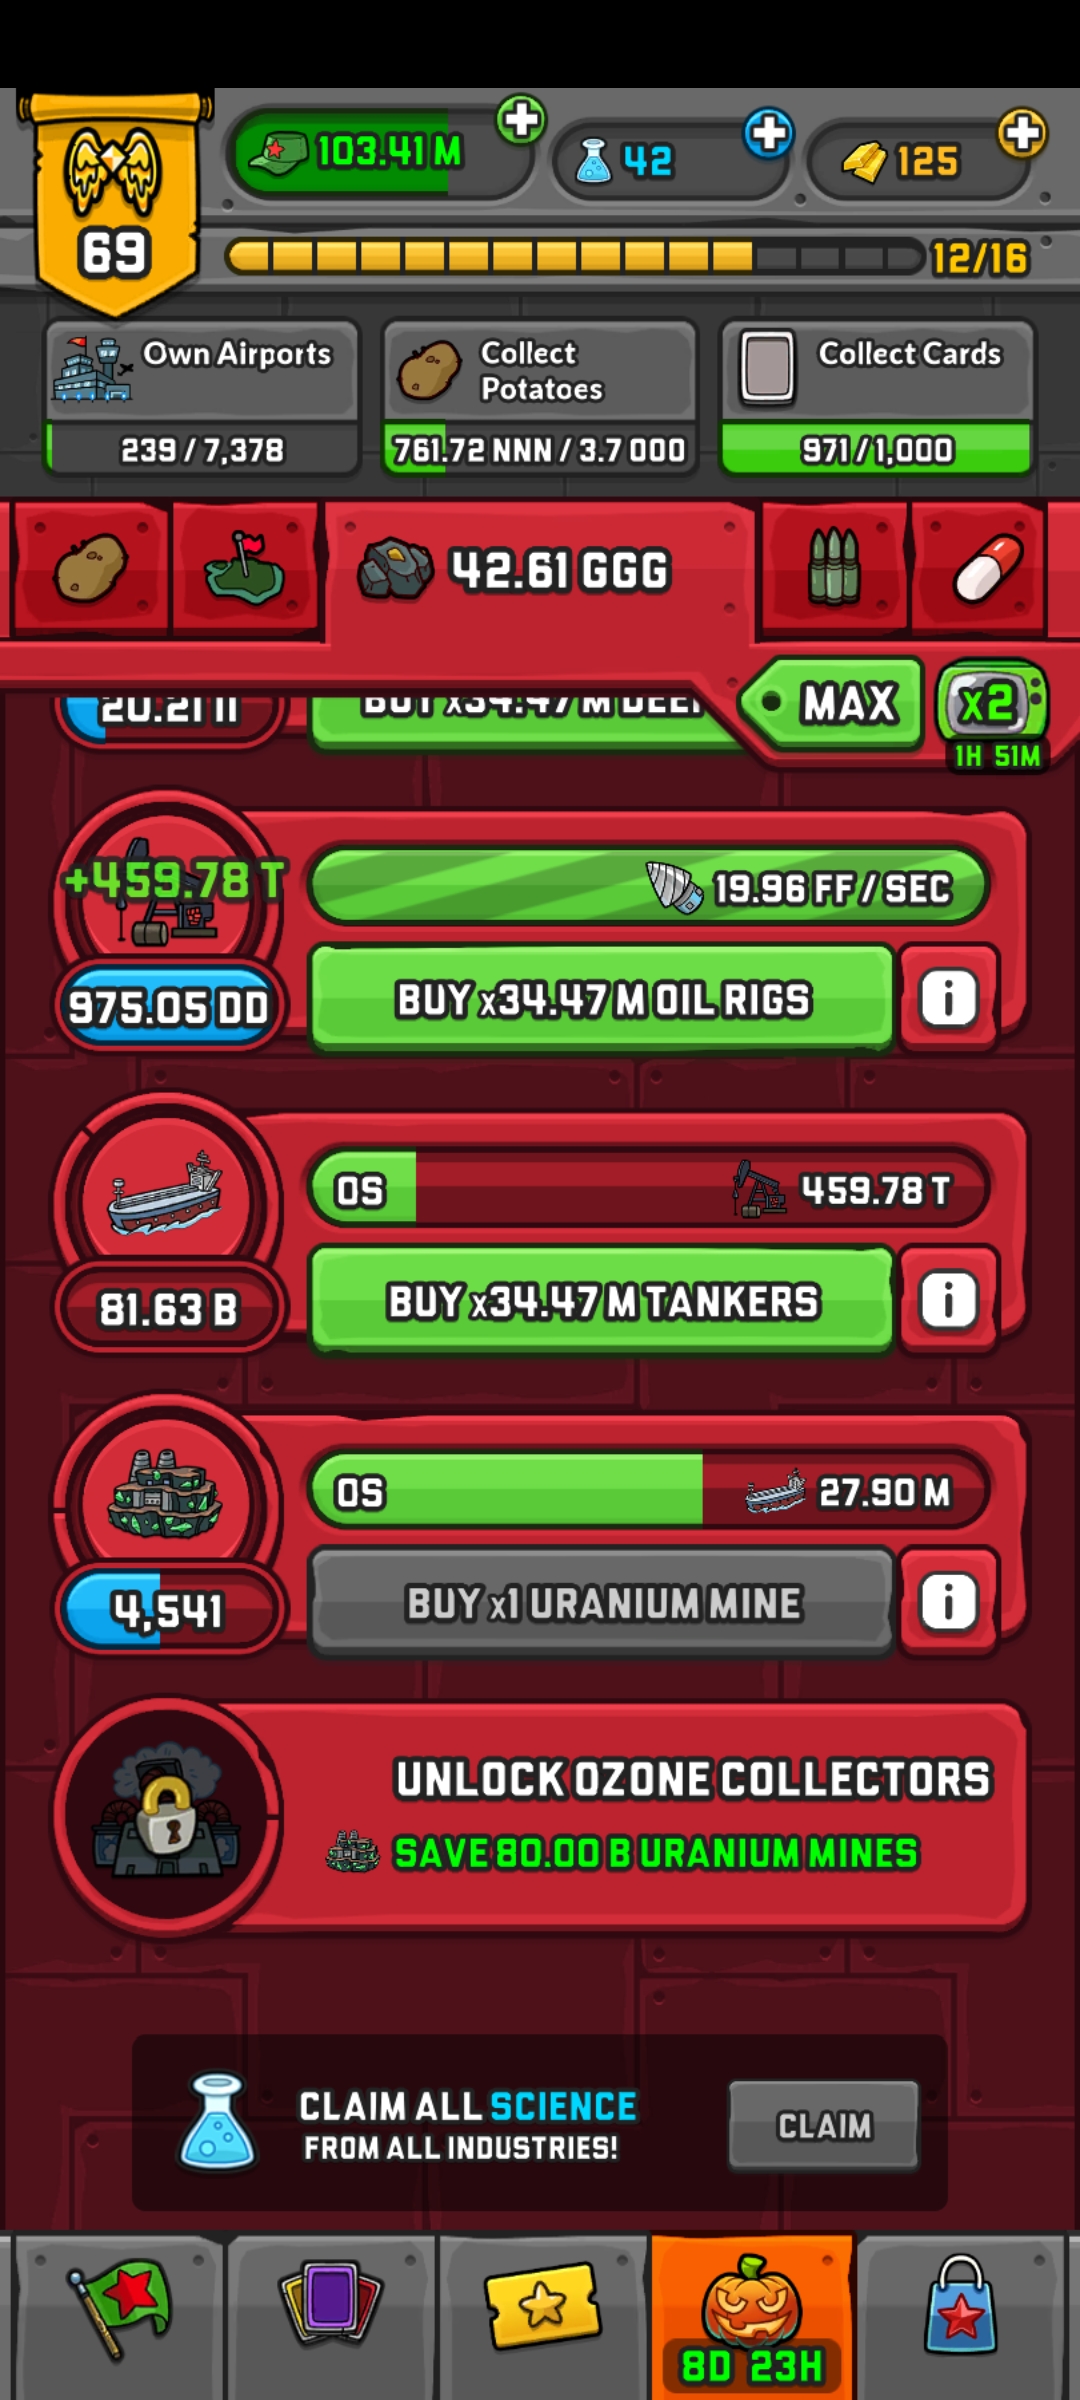 103.41 M
42
125
69
12/16
Own Airports
239 / 7,378
Collect
Potatoes
761.72 NNN / 3.7 OOO
Collect Cards
971 / 1,000
42.61 GGG
MAX
x2
1H 51M
BUY x34.47 M
+459.78 T
19.96 FF / SEC
975.05 DD
BUY x34.47 M OIL RIGS
i
0S
459.78 T
81.63 B
BUY x34.47 M TANKERS
i
0S
27.90 M
4,541
BUY x1 URANIUM MINE
i
UNLOCK OZONE COLLECTORS
SAVE 80.00 B URANIUM MINES
CLAIM ALL SCIENCE
FROM ALL INDUSTRIES!
CLAIM
8D 23H